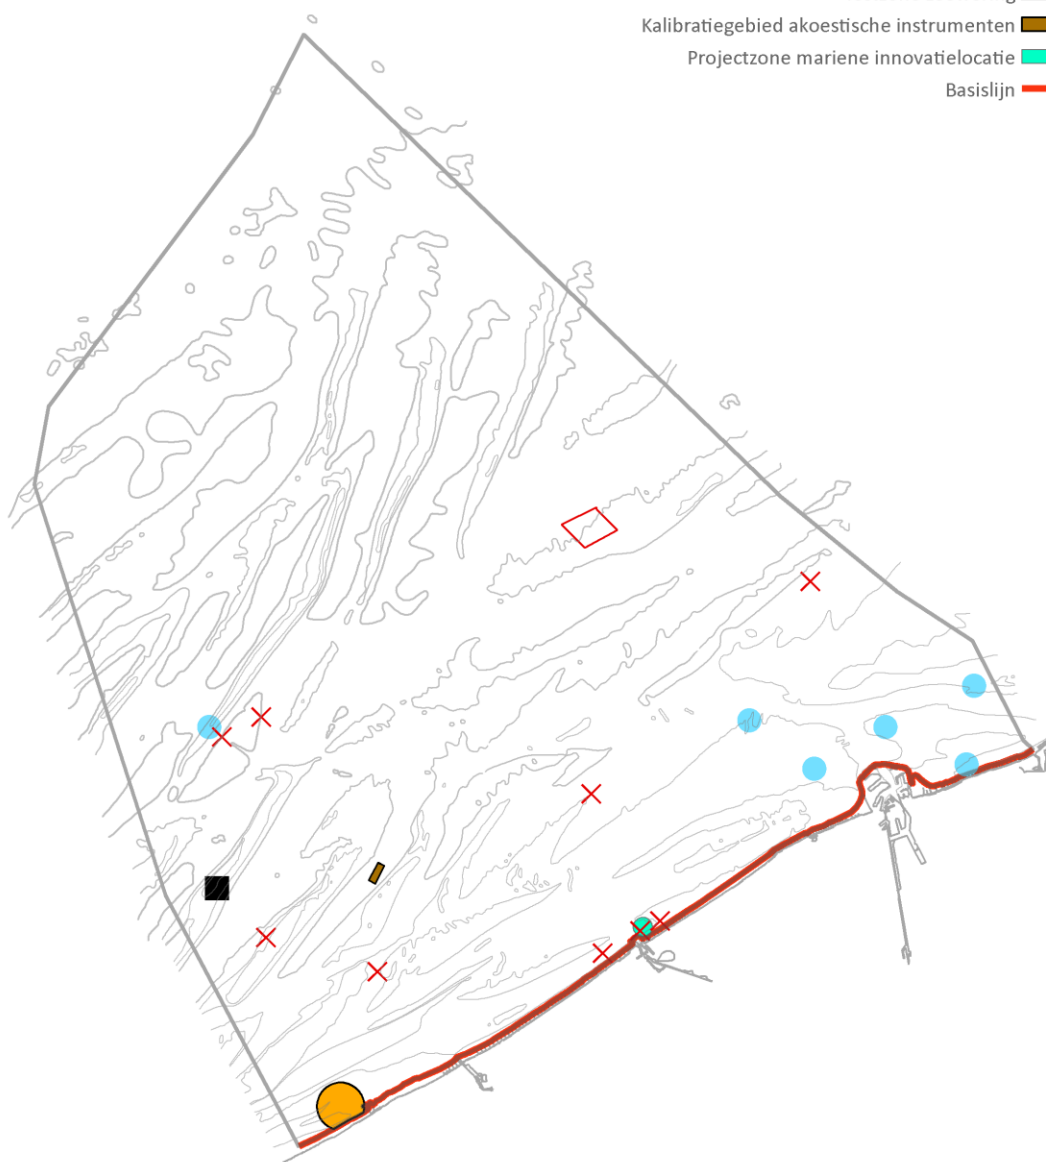 Kalibratiegebied akoestische instrumenten
Projectzone mariene innovatielocatie
Basislijn